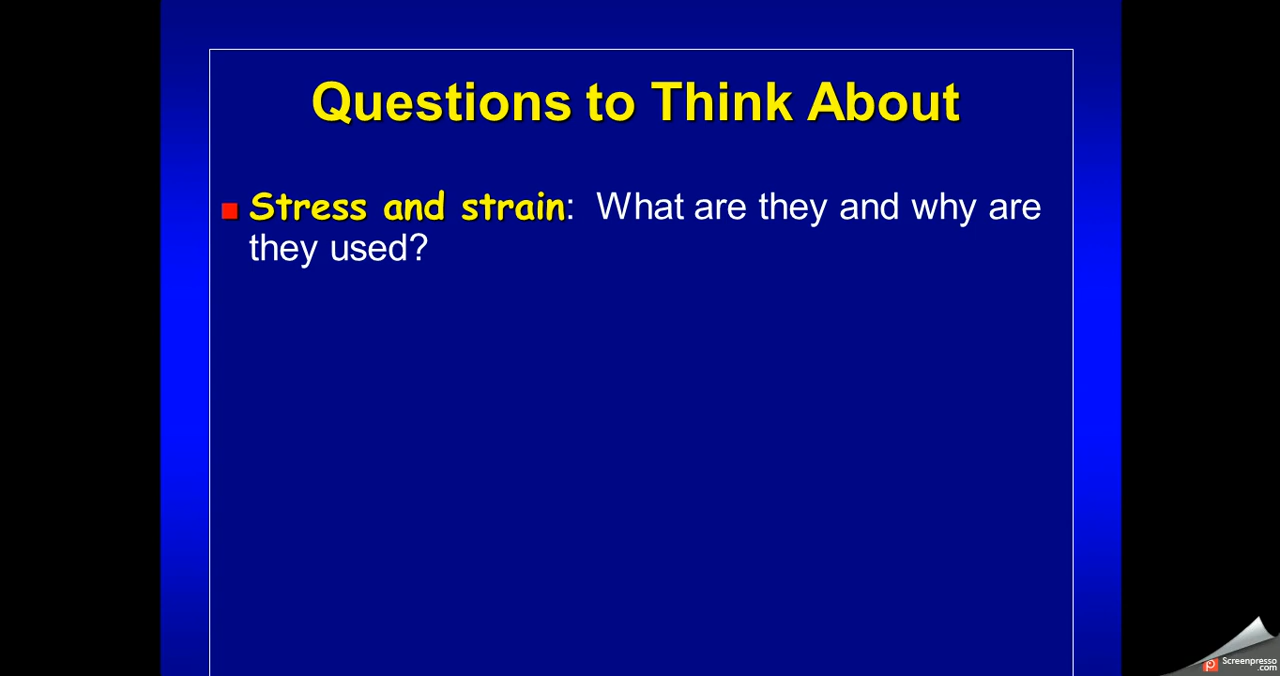 Questions to Think About
Stress and strain: What are they and why are
they used?
Screenpresso
.com